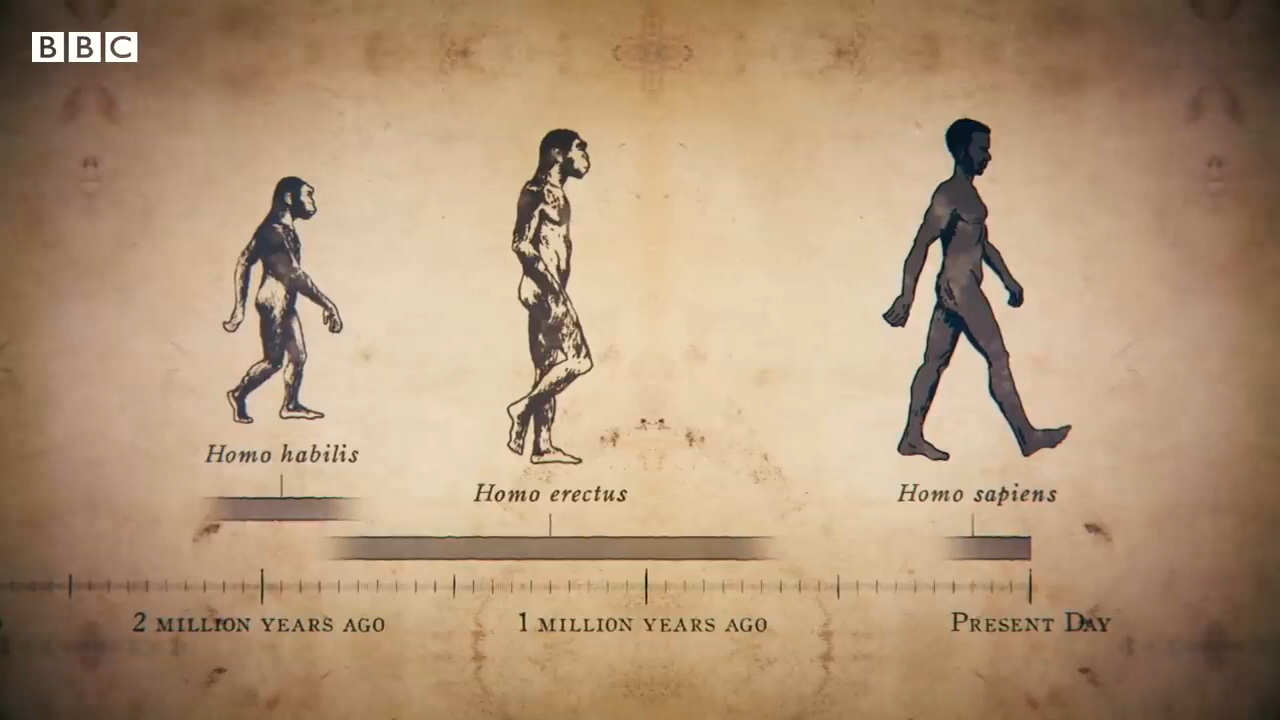 BBC
Homo habilis
Homo erectus
Homo sapiens
2 MILLION YEARS AGO
1 MILLION YEARS AGO
PRESENT DAY